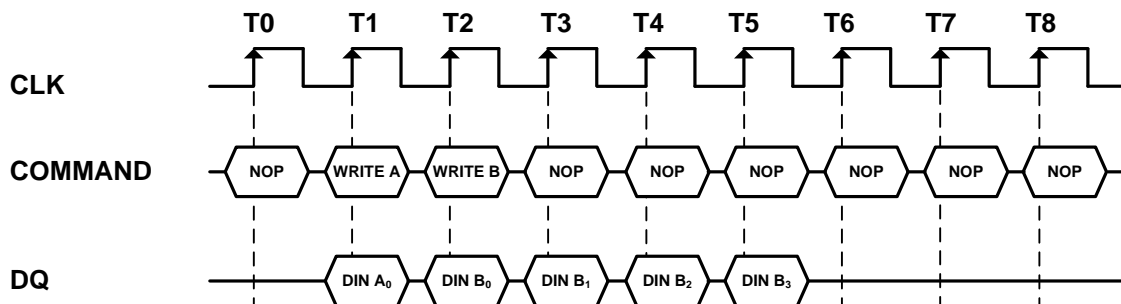 T0 T1 T2 T3 T4 T5 T6 T7 T8
CLK
COMMAND NOP WRITE A WRITE B NOP NOP NOP NOP NOP NOP
DQ DIN A₀ DIN B₀ DIN B₁ DIN B₂ DIN B₃